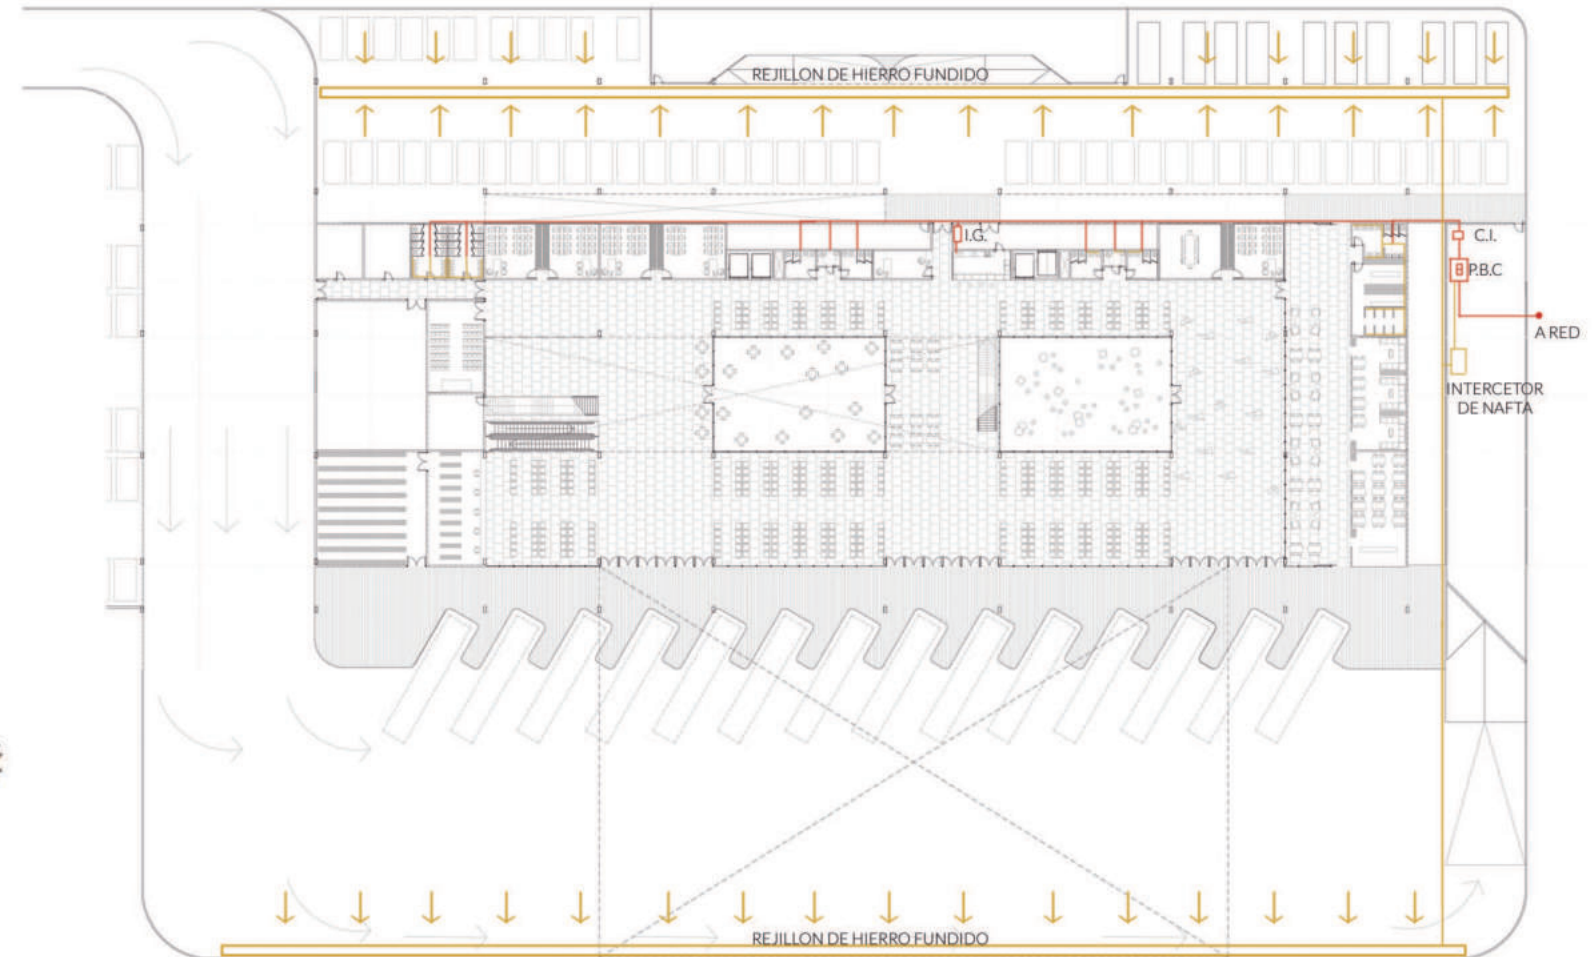 REJILLON DE HIERRO FUNDIDO
I.G.
C.I.
P.B.C
A RED
INTERCETOR
DE NAFTA
REJILLON DE HIERRO FUNDIDO